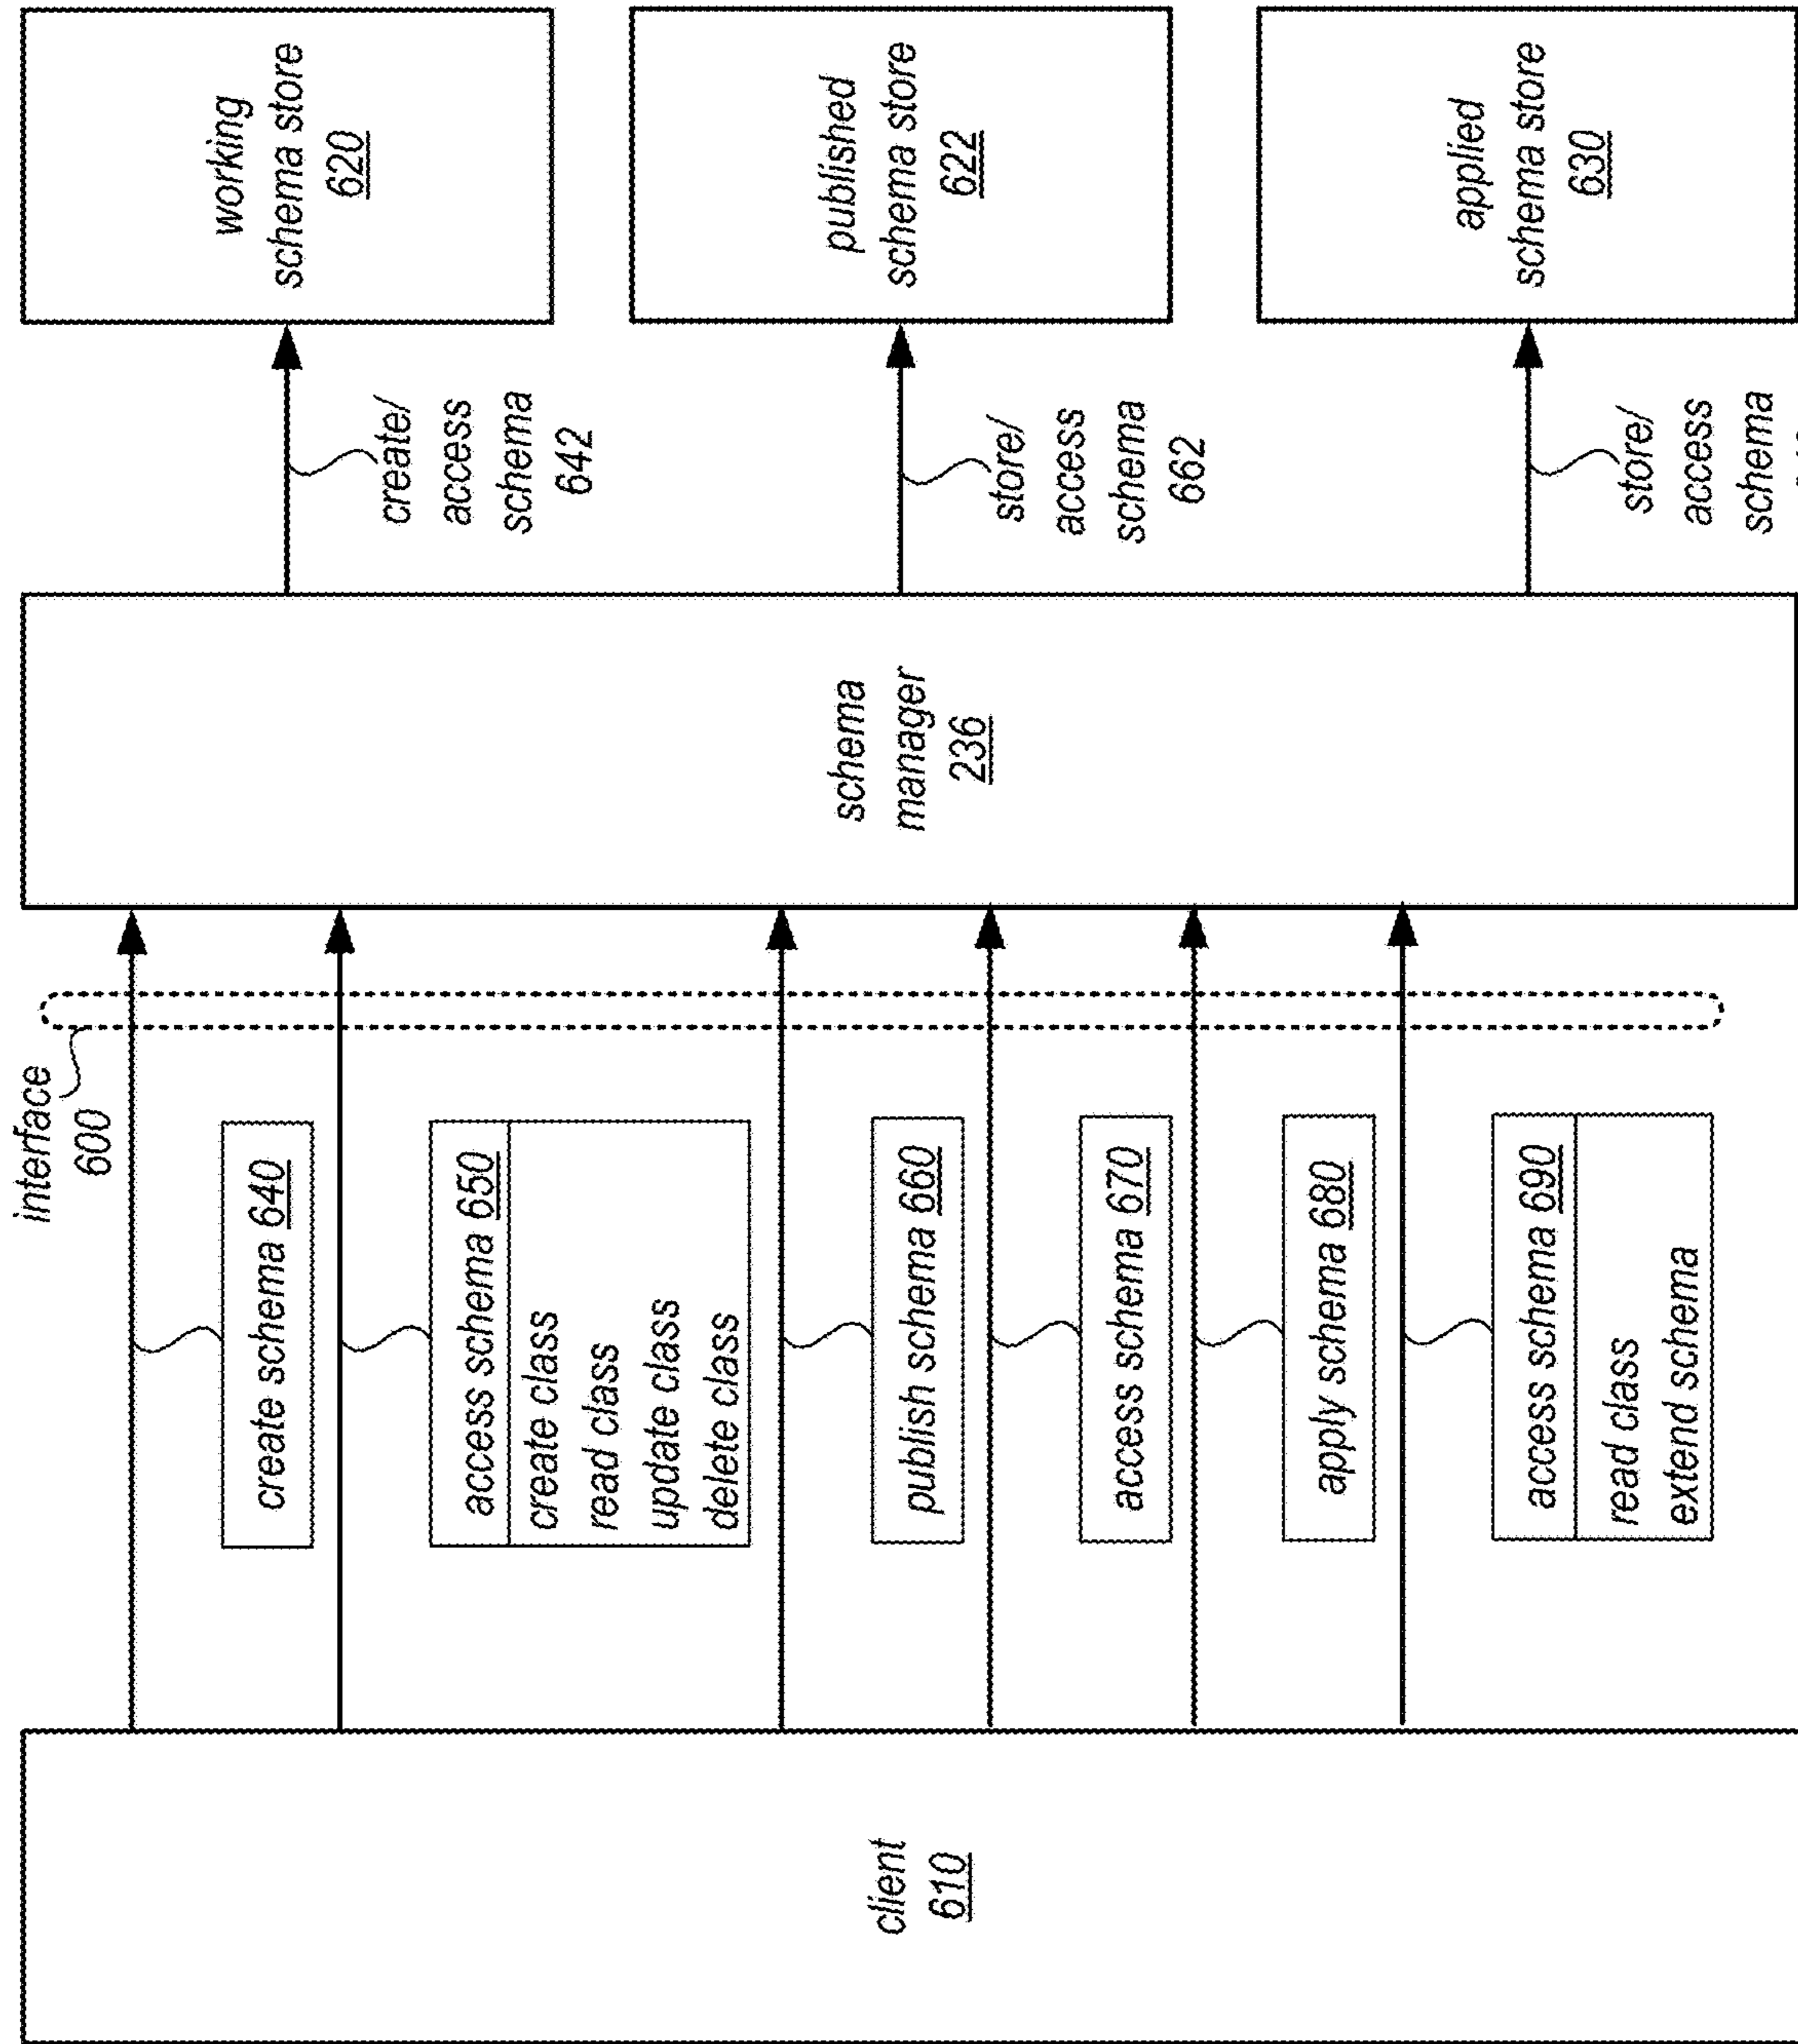 interface
600
client
610
create schema 640
access schema 650
create class
read class
update class
delete class
publish schema 660
access schema 670
apply schema 680
access schema 690
read class
extend schema
schema
manager
236
create/
access
schema
642
store/
access
schema
662
store/
access
schema
working
schema store
620
published
schema store
622
applied
schema store
630